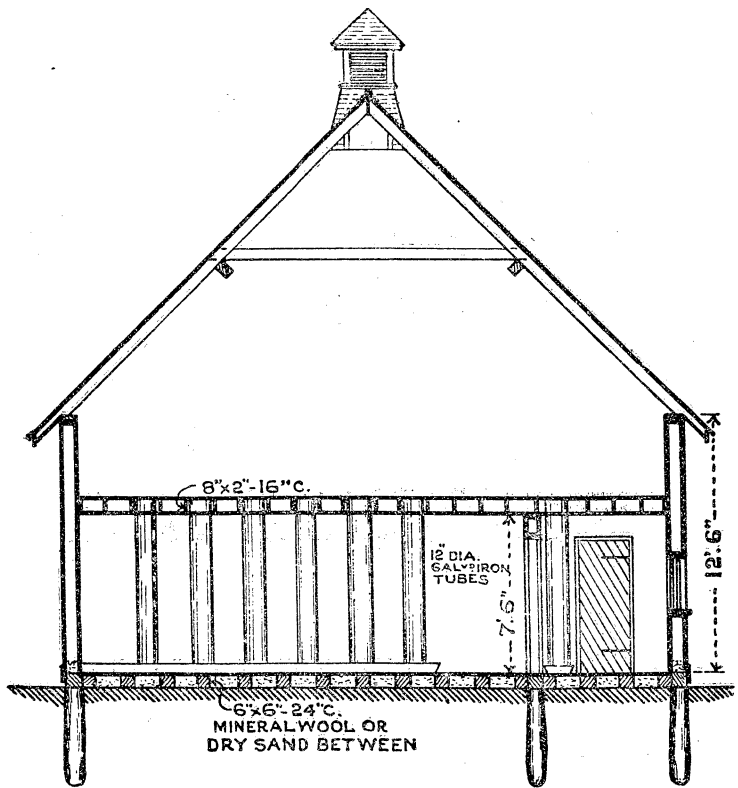 8"x2"-16"C.
12" DIA.
GALV'D IRON
TUBES
7'.6"
12'.6"
6"x6"-24"C.
MINERAL WOOL OR
DRY SAND BETWEEN